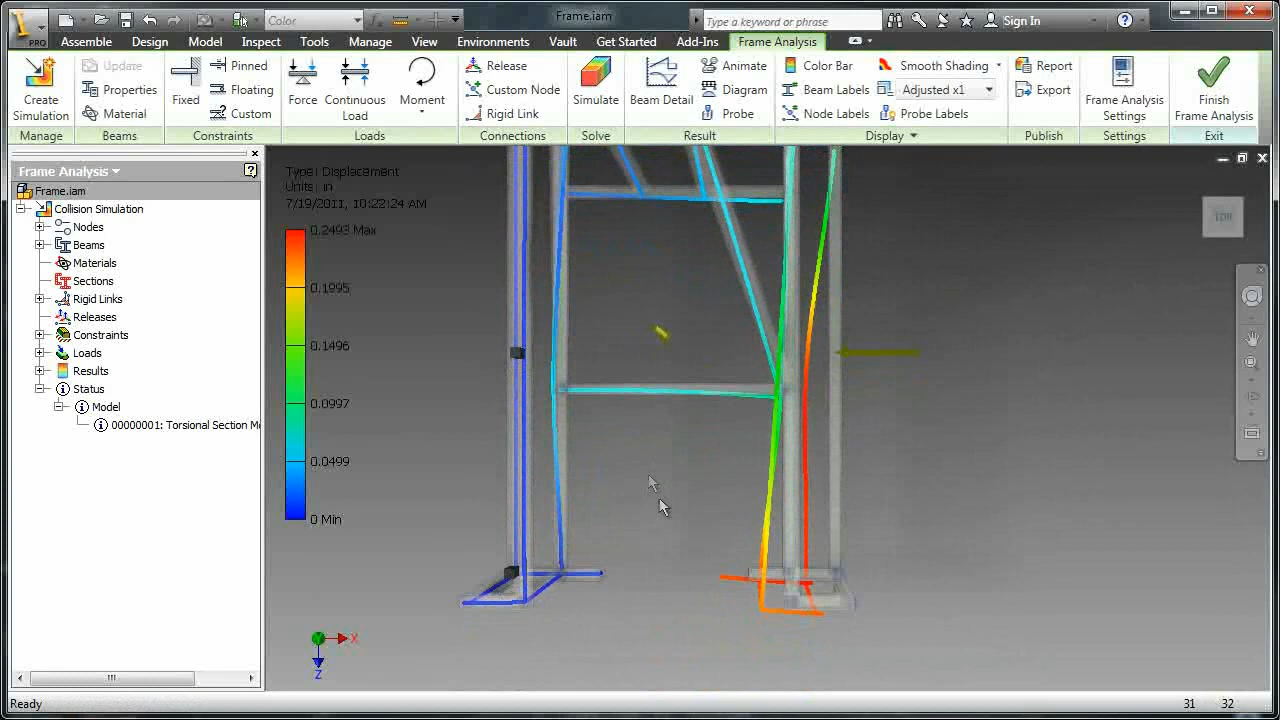 Color
Frame.iam
Type a keyword or phrase
Sign In
PRO
Assemble Design Model Inspect Tools Manage View Environments Vault Get Started Add-Ins Frame Analysis
Update
Properties
Material
Create
Simulation
Pinned
Floating
Custom
Fixed
Force
Continuous
Load
Moment
Release
Custom Node
Rigid Link
Simulate
Beam Detail
Animate
Diagram
Probe
Color Bar
Beam Labels
Node Labels
Smooth Shading
Adjusted x1
Probe Labels
Report
Export
Frame Analysis
Settings
Finish
Frame Analysis
Manage Beams Constraints Loads Connections Solve Result Display Publish Settings Exit
Frame Analysis
Frame.iam
Collision Simulation
Nodes
Beams
Materials
Sections
Rigid Links
Releases
Constraints
Loads
Results
Status
Model
00000001: Torsional Section M
Type: Displacement
Units: in
7/19/2011, 10:22:24 AM
0.2493 Max
0.1995
0.1496
0.0997
0.0499
0 Min
X
Z
Ready
31 32